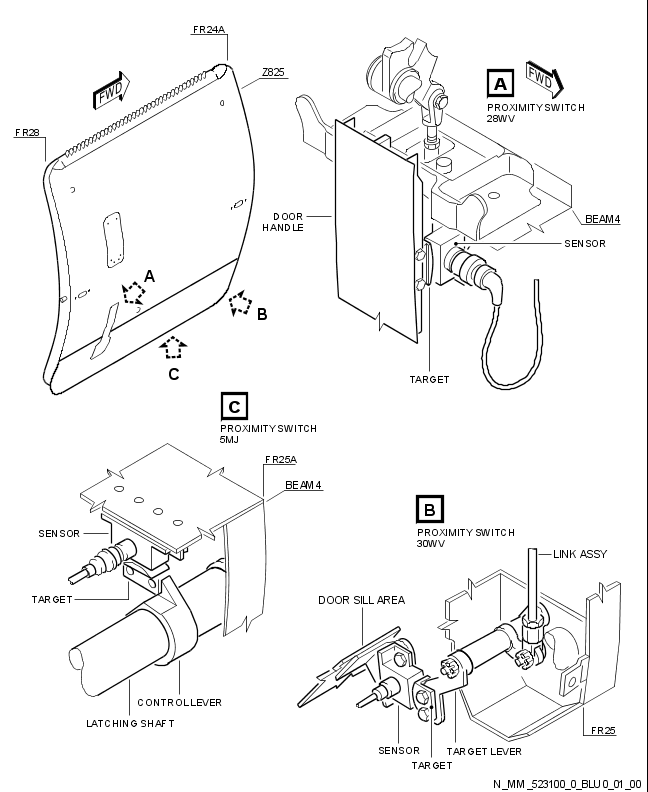 FR24A
Z825
FWD
FR28
A
B
C
A
FWD
PROXIMITY SWITCH
28WV
DOOR
HANDLE
BEAM4
SENSOR
TARGET
C
PROXIMITY SWITCH
5MJ
FR25A
BEAM4
SENSOR
TARGET
CONTROL LEVER
LATCHING SHAFT
B
PROXIMITY SWITCH
30WV
LINK ASSY
DOOR SILL AREA
FR25
SENSOR
TARGET LEVER
TARGET
N_MM_523100_0_BLU0_01_00